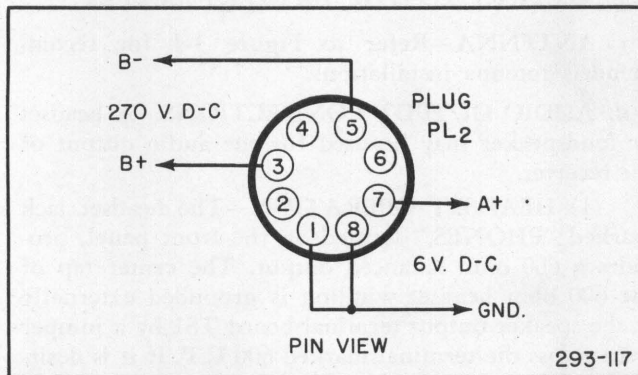 B-
270 V D-C
PLUG
PL2
4
5
3
6
B+
2
7
A+
1
8
6 V. D-C
GND.
PIN VIEW
293-117